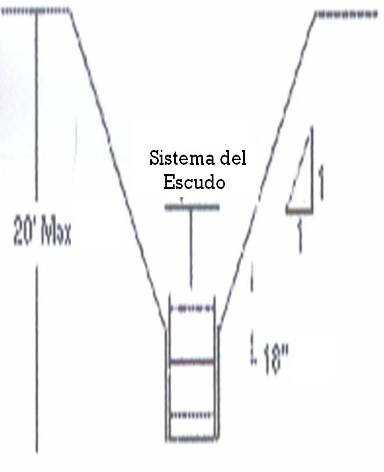 Sistema del
Escudo
20' Max
1
1
18"